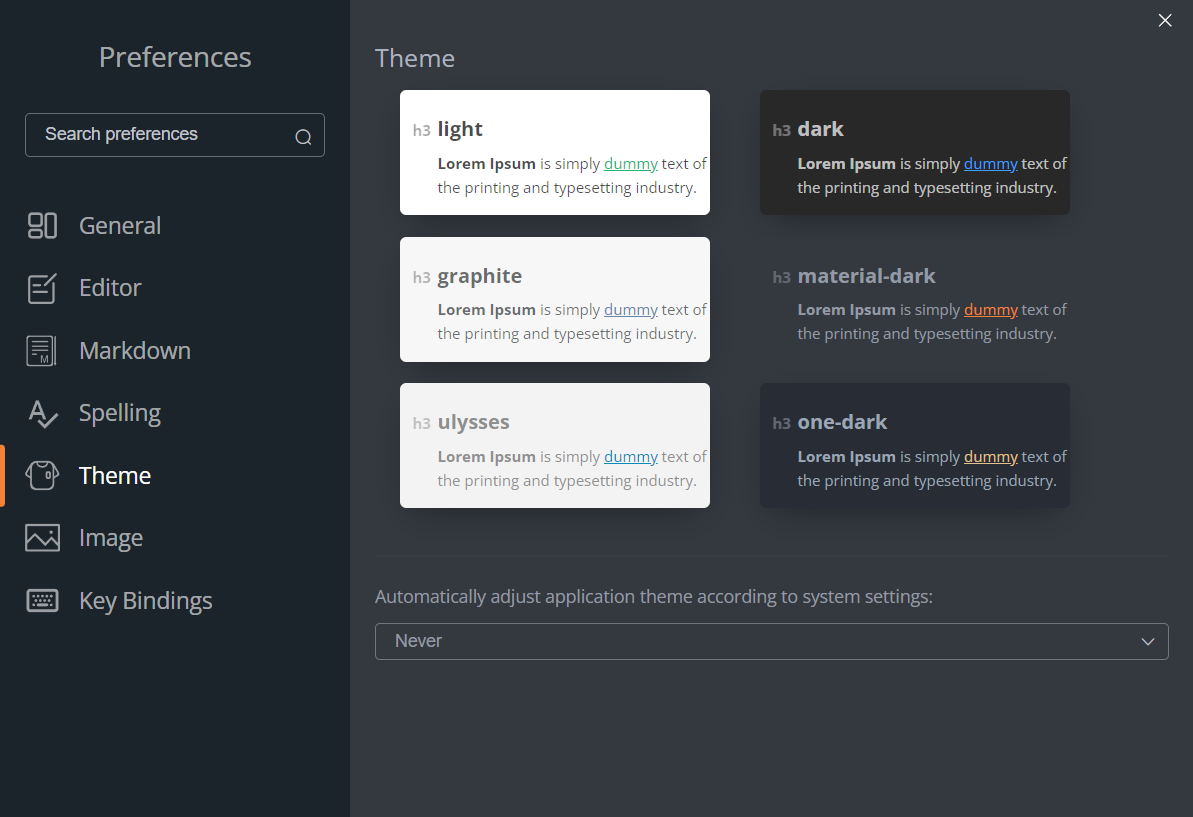 Preferences
Search preferences
General
Editor
Markdown
Spelling
Theme
Image
Key Bindings
Theme
h3 light
Lorem Ipsum is simply dummy text of
the printing and typesetting industry.
h3 dark
Lorem Ipsum is simply dummy text of
the printing and typesetting industry.
h3 graphite
Lorem Ipsum is simply dummy text of
the printing and typesetting industry.
h3 material-dark
Lorem Ipsum is simply dummy text of
the printing and typesetting industry.
h3 ulysses
Lorem Ipsum is simply dummy text of
the printing and typesetting industry.
h3 one-dark
Lorem Ipsum is simply dummy text of
the printing and typesetting industry.
Automatically adjust application theme according to system settings:
Never